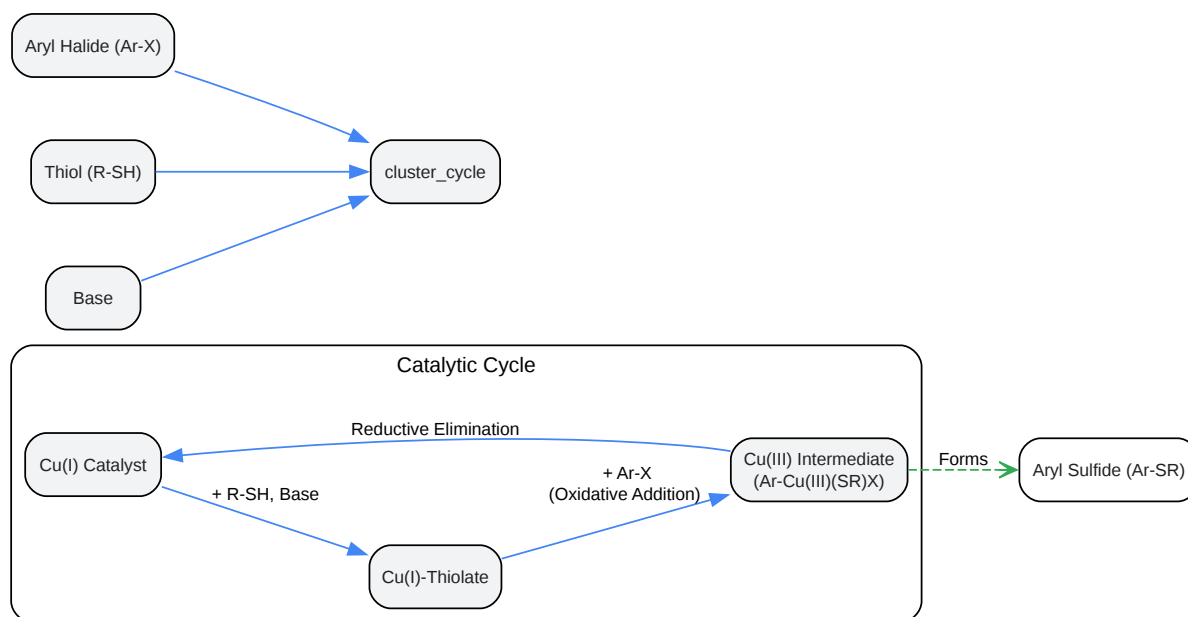 Aryl Halide (Ar-X)
Thiol (R-SH)
cluster_cycle
Base
Catalytic Cycle
Reductive Elimination
Cu(I) Catalyst
+ R-SH, Base
+ Ar-X
(Oxidative Addition)
Cu(III) Intermediate
(Ar-Cu(III)(SR)X)
Forms
Aryl Sulfide (Ar-SR)
Cu(I)-Thiolate